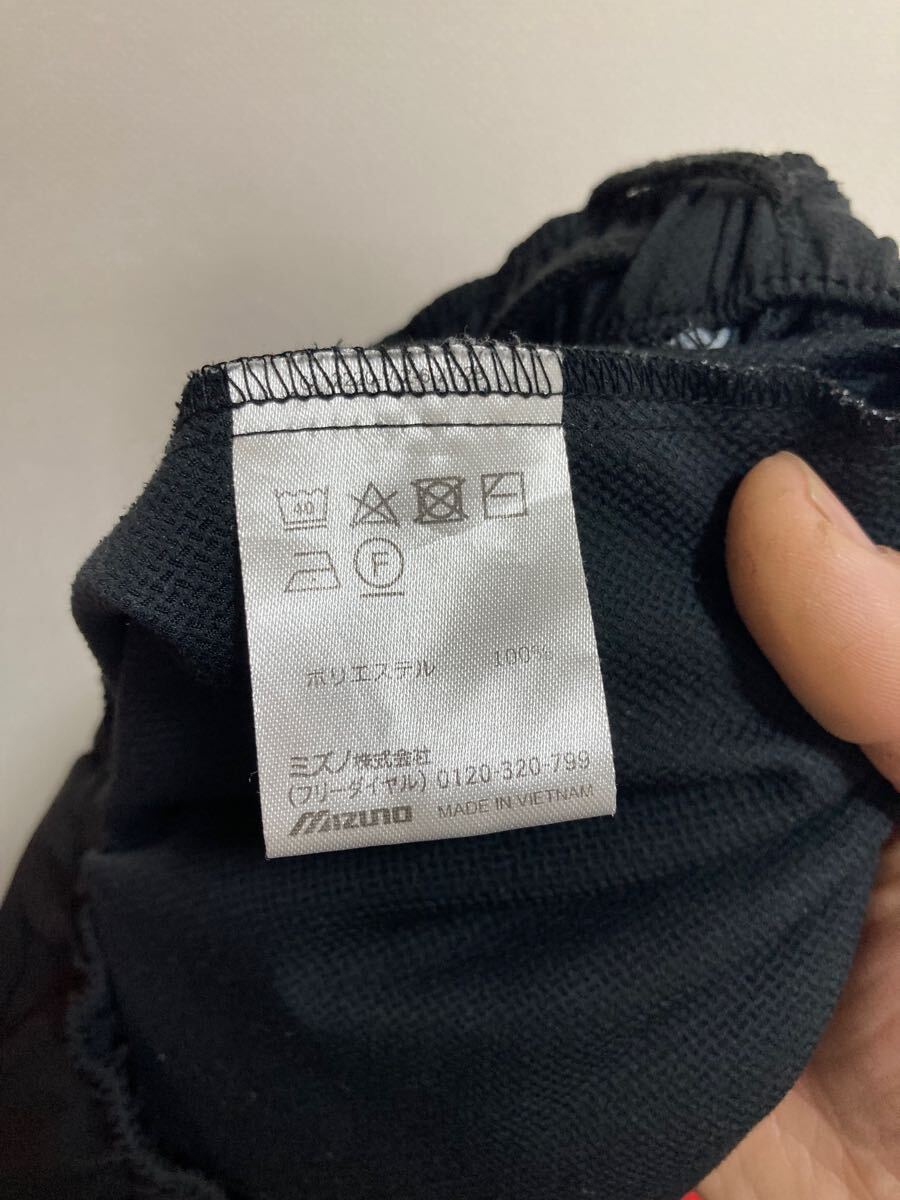 40
F
ポリエステル 100%
ミズノ株式会社
(フリーダイヤル) 0120-320-799
MIZUNO MADE IN VIETNAM